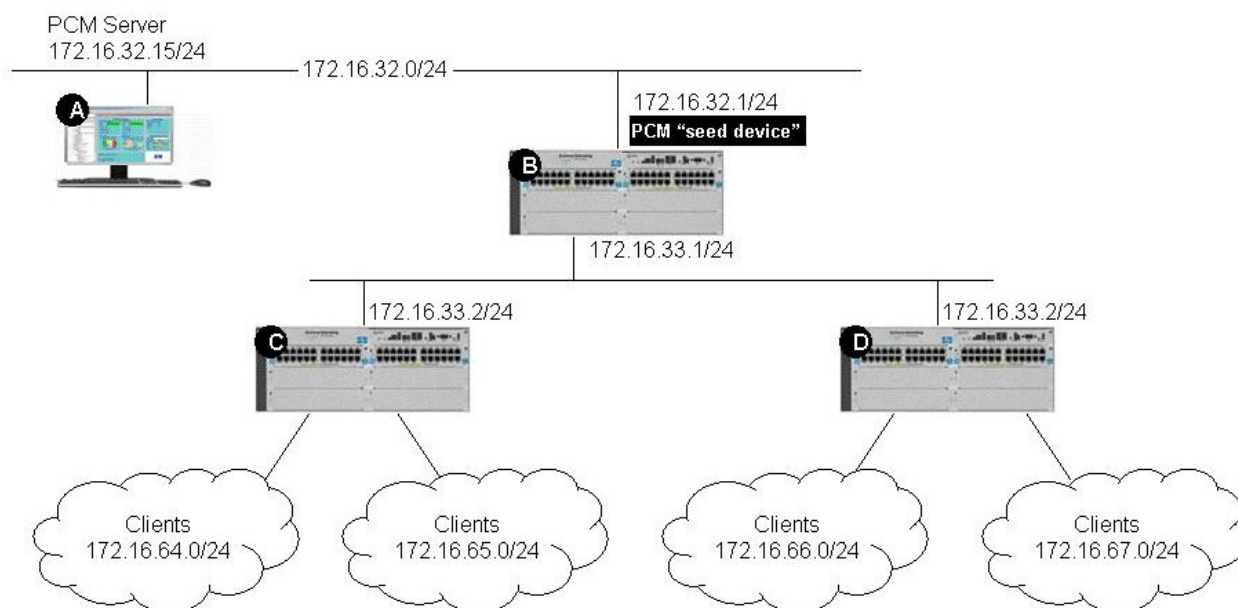 PCM Server
172.16.32.15/24
172.16.32.0/24
A
172.16.32.1/24
PCM "seed device"
B
172.16.33.1/24
172.16.33.2/24
172.16.33.2/24
C
D
Clients
172.16.64.0/24
Clients
172.16.65.0/24
Clients
172.16.66.0/24
Clients
172.16.67.0/24